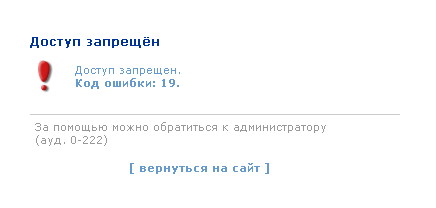 Доступ запрещён
Доступ запрещен.
Код ошибки: 19.
За помощью можно обратиться к администратору
(ауд. 0-222)
[ вернуться на сайт ]